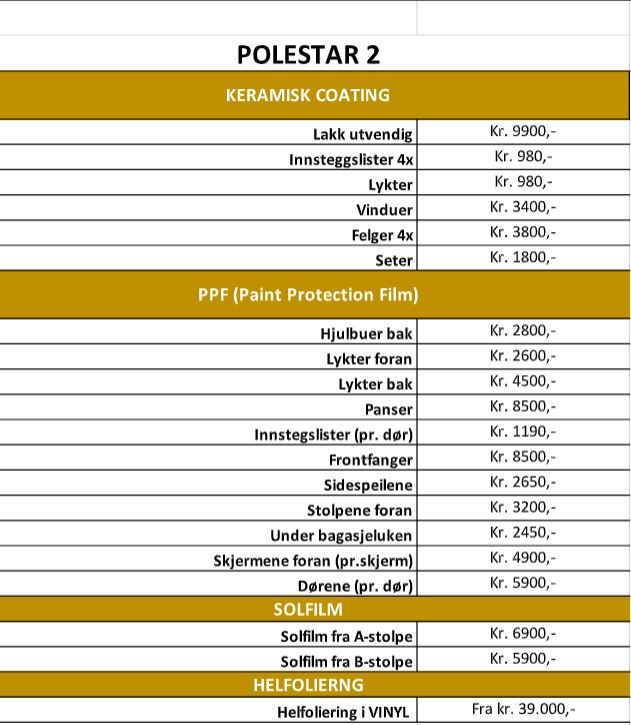 POLESTAR 2
KERAMISK COATING
Lakk utvendig Kr. 9900,-
Innsteggslister 4x Kr. 980,-
Lykter Kr. 980,-
Vinduer Kr. 3400,-
Felger 4x Kr. 3800,-
Seter Kr. 1800,-
PPF (Paint Protection Film)
Hjulbuer bak Kr. 2800,-
Lykter foran Kr. 2600,-
Lykter bak Kr. 4500,-
Panser Kr. 8500,-
Innstegslister (pr. dør) Kr. 1190,-
Frontfanger Kr. 8500,-
Sidespeilene Kr. 2650,-
Stolpene foran Kr. 3200,-
Under bagasjeluken Kr. 2450,-
Skjermene foran (pr.skjerm) Kr. 4900,-
Dørene (pr. dør) Kr. 5900,-
SOLFILM
Solfilm fra A-stolpe Kr. 6900,-
Solfilm fra B-stolpe Kr. 5900,-
HELFOLIERNG
Helfoliering i VINYL Fra kr. 39.000,-